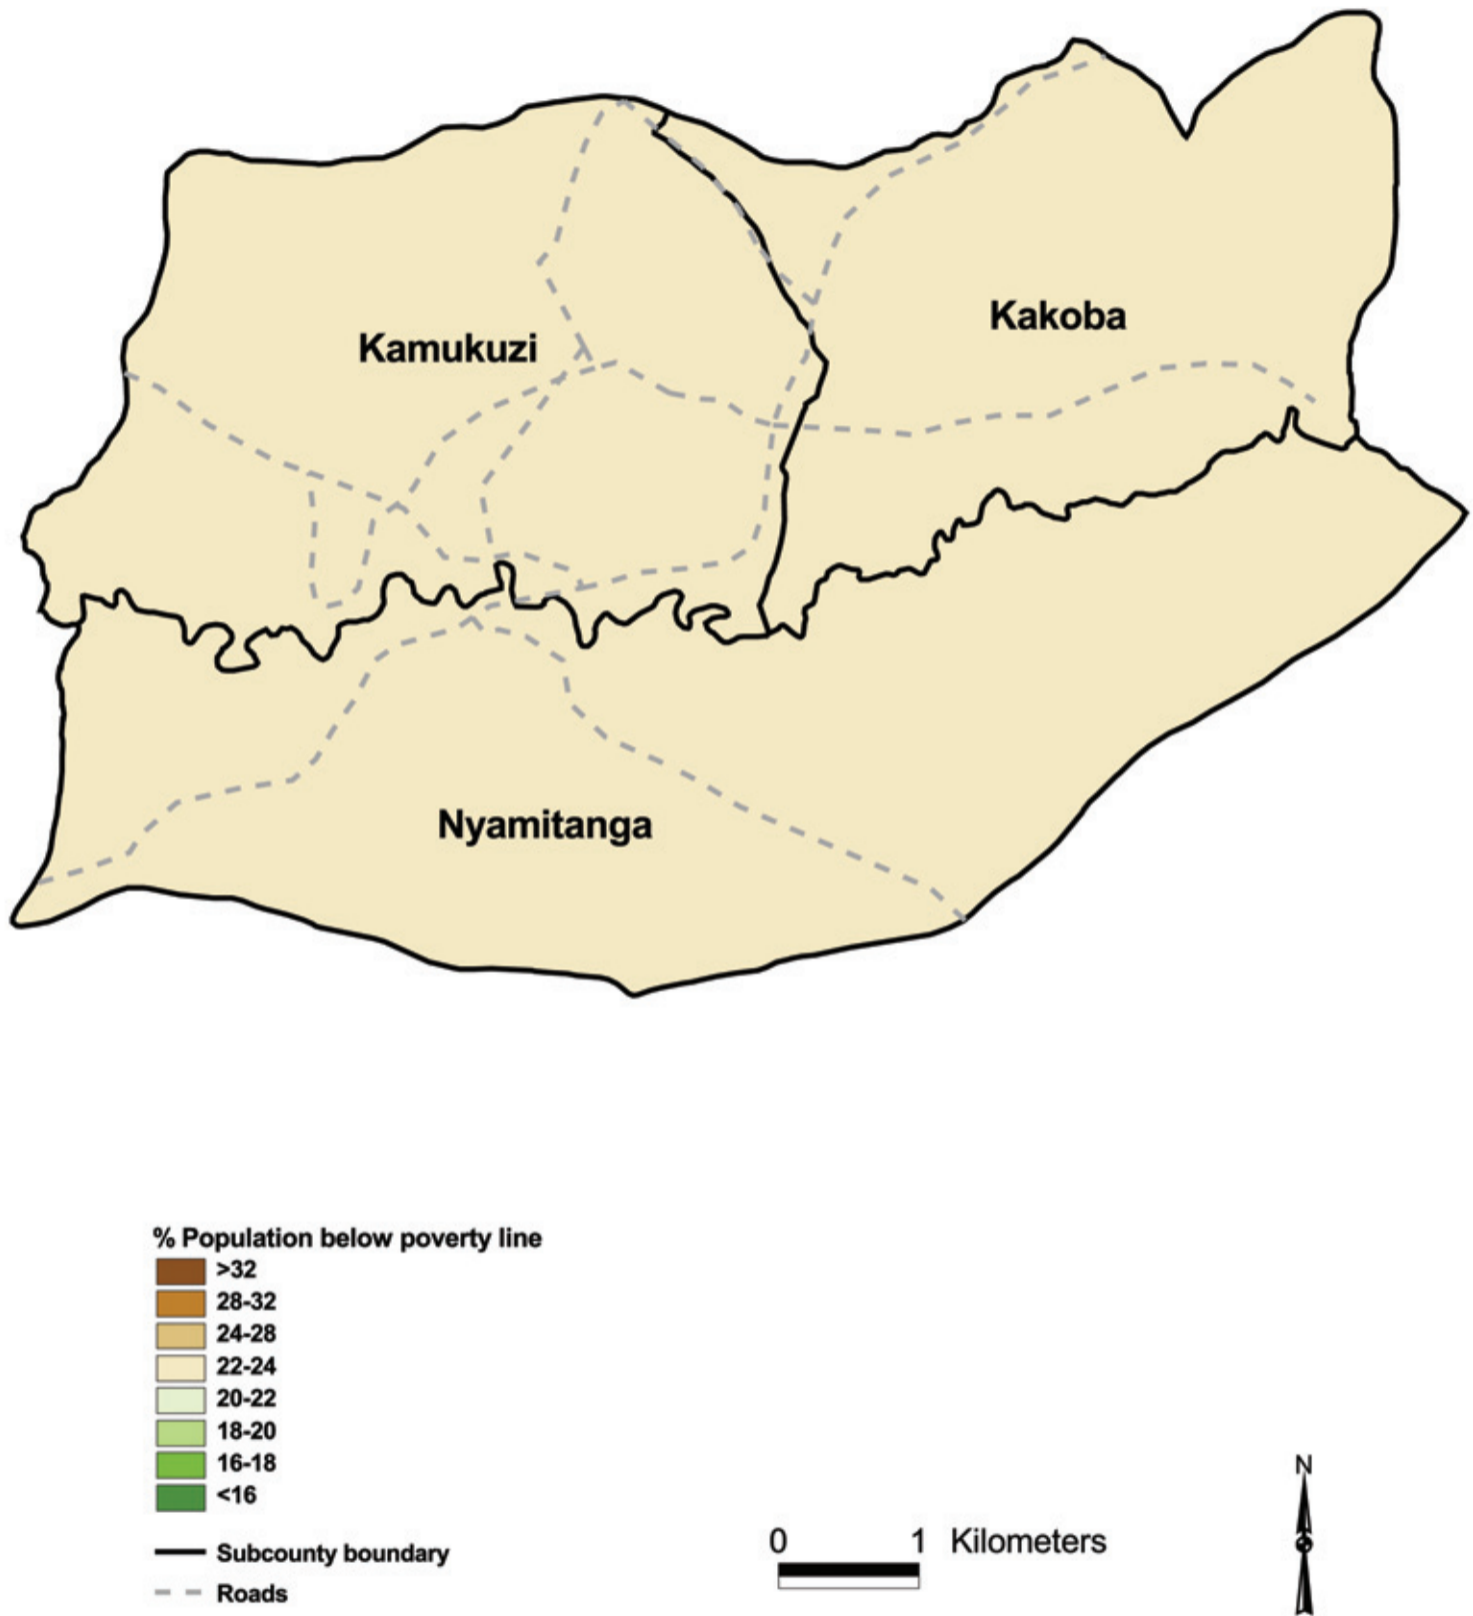 Kakoba
Kamukuzi
Nyamitanga
% Population below poverty line
>32
28-32
24-28
22-24
20-22
18-20
16-18
<16
Subcounty boundary
Roads
0 1 Kilometers
N